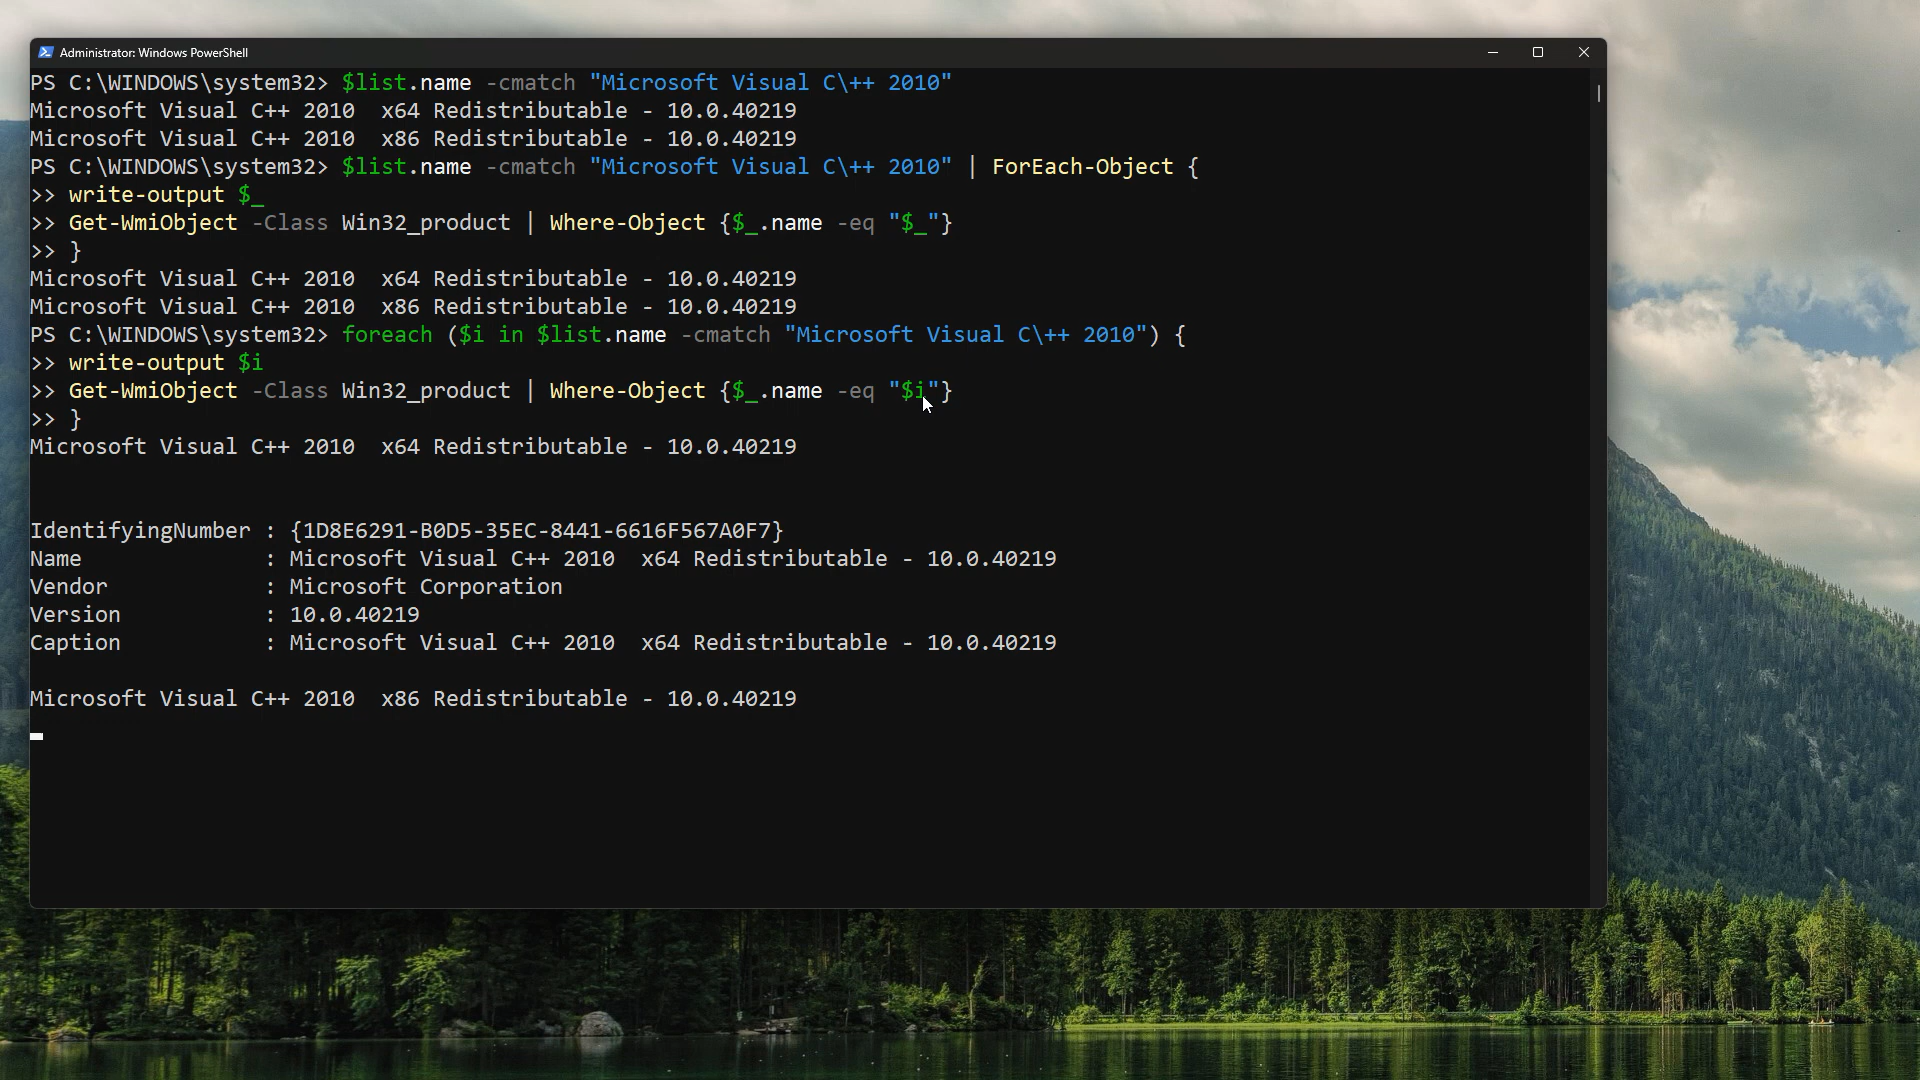 Administrator: Windows PowerShell
PS C:\WINDOWS\system32> $list.name -cmatch "Microsoft Visual C\++ 2010"
Microsoft Visual C++ 2010  x64 Redistributable - 10.0.40219
Microsoft Visual C++ 2010  x86 Redistributable - 10.0.40219
PS C:\WINDOWS\system32> $list.name -cmatch "Microsoft Visual C\++ 2010" | ForEach-Object {
>> write-output $_
>> Get-WmiObject -Class Win32_product | Where-Object {$_.name -eq "$_"}
>> }
Microsoft Visual C++ 2010  x64 Redistributable - 10.0.40219
Microsoft Visual C++ 2010  x86 Redistributable - 10.0.40219
PS C:\WINDOWS\system32> foreach ($i in $list.name -cmatch "Microsoft Visual C\++ 2010") {
>> write-output $i
>> Get-WmiObject -Class Win32_product | Where-Object {$_.name -eq "$i"}
>> }
Microsoft Visual C++ 2010  x64 Redistributable - 10.0.40219
IdentifyingNumber : {1D8E6291-B0D5-35EC-8441-6616F567A0F7}
Name              : Microsoft Visual C++ 2010  x64 Redistributable - 10.0.40219
Vendor            : Microsoft Corporation
Version           : 10.0.40219
Caption           : Microsoft Visual C++ 2010  x64 Redistributable - 10.0.40219
Microsoft Visual C++ 2010  x86 Redistributable - 10.0.40219